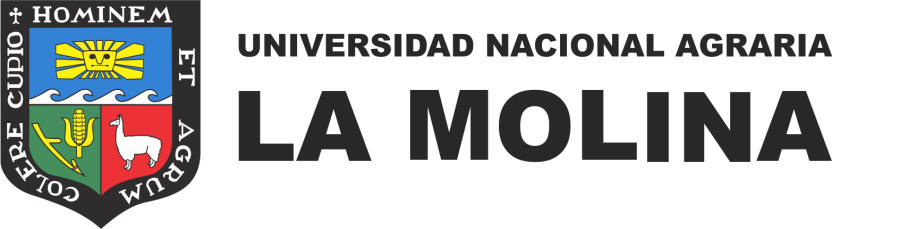 COLERE CUPIO ✝ HOMINEM ET AGRUM
UNIVERSIDAD NACIONAL AGRARIA
LA MOLINA